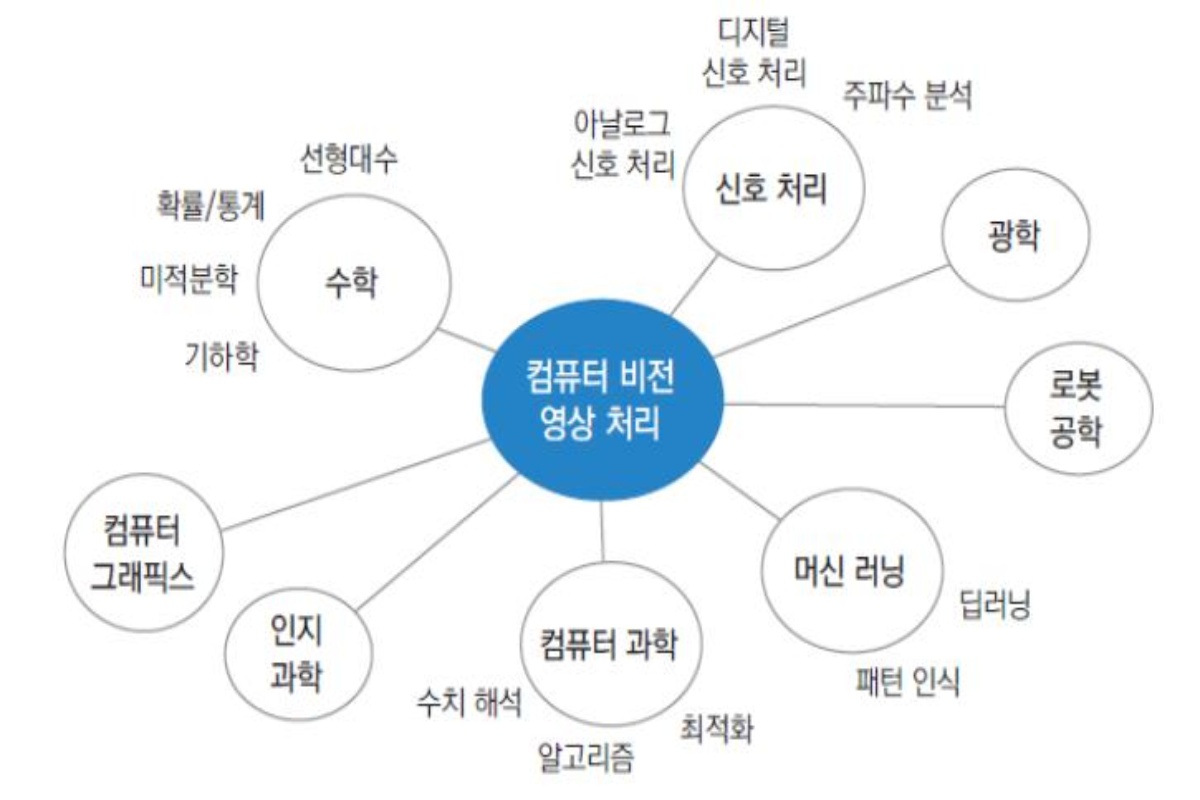 디지털
신호 처리
주파수 분석
아날로그
신호 처리
신호 처리
선형대수
확률/통계
미적분학
기하학
수학
광학
컴퓨터 비전
영상 처리
로봇
공학
컴퓨터
그래픽스
인지
과학
컴퓨터 과학
수치 해석
알고리즘
최적화
머신 러닝
딥러닝
패턴 인식